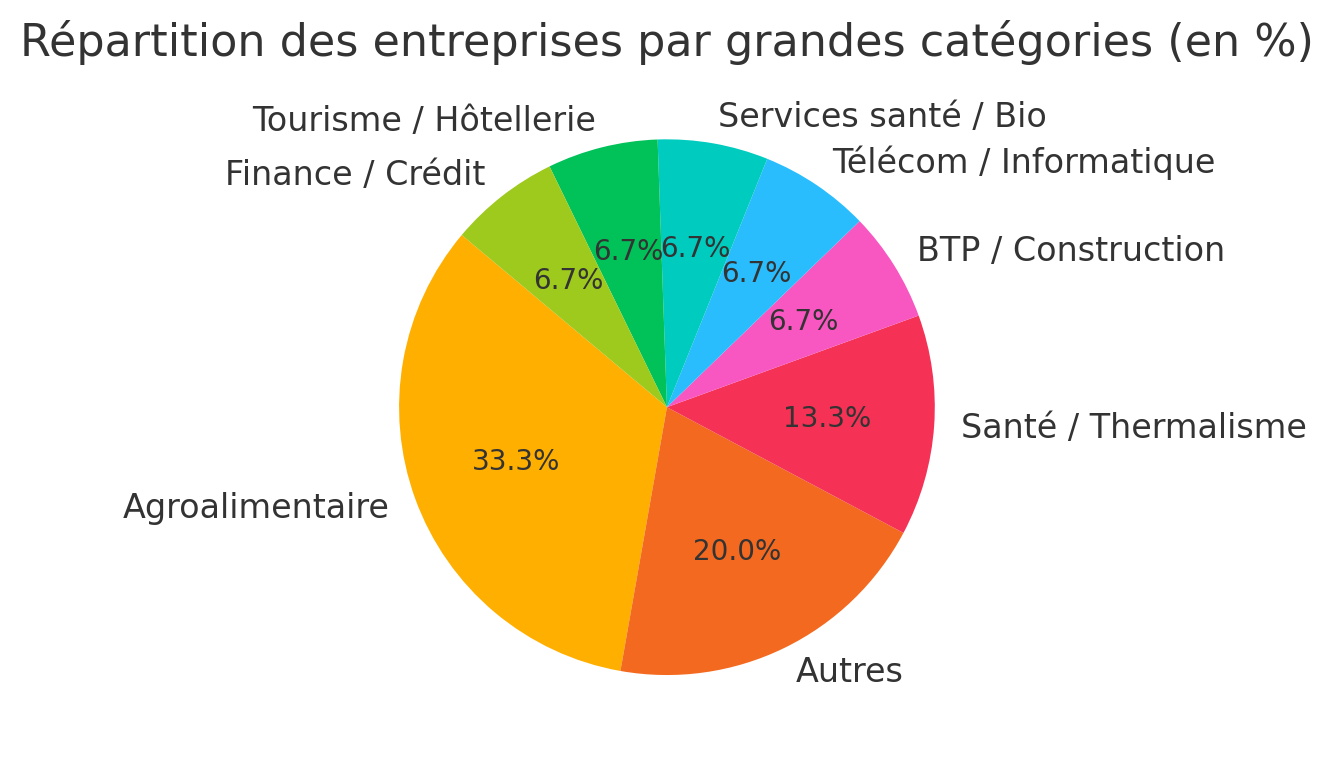 Répartition des entreprises par grandes catégories (en %)
Tourisme / Hôtellerie
Services santé / Bio
Finance / Crédit
Télécom / Informatique
BTP / Construction
6.7%
6.7%
6.7%
6.7%
6.7%
Santé / Thermalisme
13.3%
33.3%
Agroalimentaire
20.0%
Autres